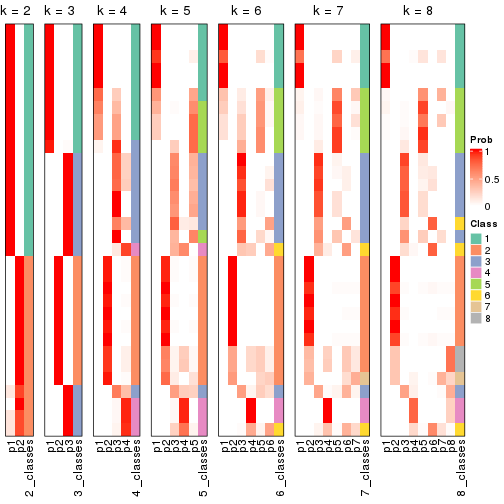 k = 2
k = 3
k = 4
k = 5
k = 6
k = 7
k = 8
Prob
1
0.5
0
Class
1
2
3
4
5
6
7
8
p1
p2
2_classes
p1
p2
p3
3_classes
p1
p2
p3
p4
4_classes
p1
p2
p3
p4
p5
5_classes
p1
p2
p3
p4
p5
p6
6_classes
p1
p2
p3
p4
p5
p6
p7
7_classes
p1
p2
p3
p4
p5
p6
p7
p8
8_classes